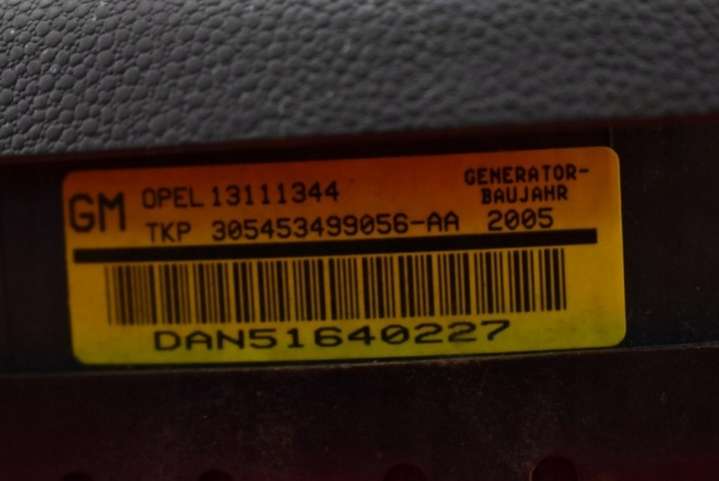 GM OPEL 13111344 GENERATOR-
BAUJAHR
TKP 305453499056-AA 2005
DAN51640227